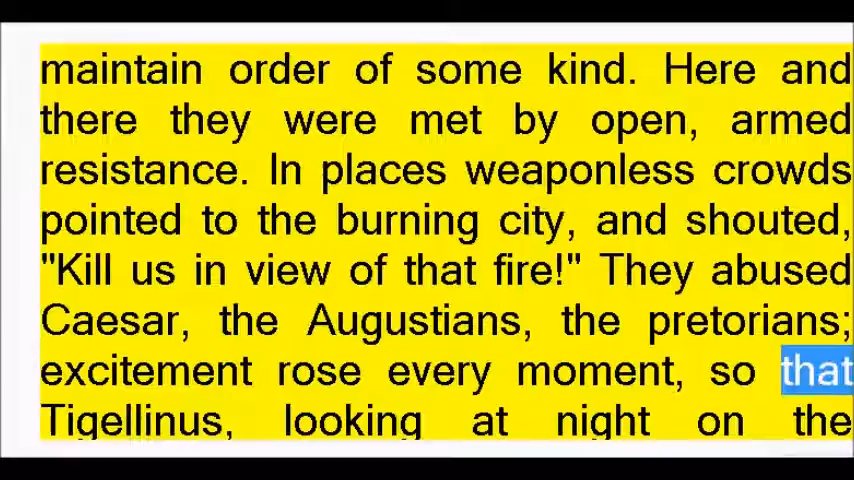 maintain order of some kind. Here and
there they were met by open, armed
resistance. In places weaponless crowds
pointed to the burning city, and shouted,
"Kill us in view of that fire!" They abused
Caesar, the Augustians, the pretorians;
excitement rose every moment, so that
Tigellinus, looking at night on the